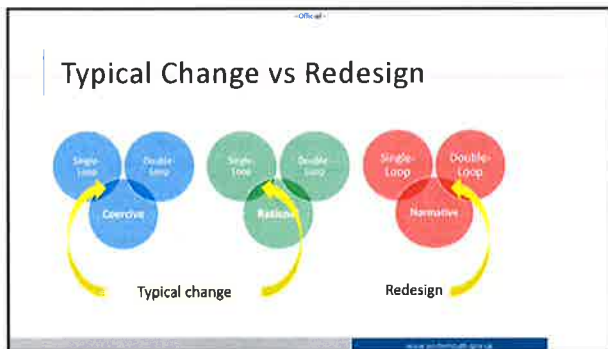 Typical Change vs Redesign
Single-
Loop
Double-
Loop
Coercive
Single-
Loop
Double-
Loop
Rational
Single-
Loop
Double-
Loop
Normative
Typical change
Redesign